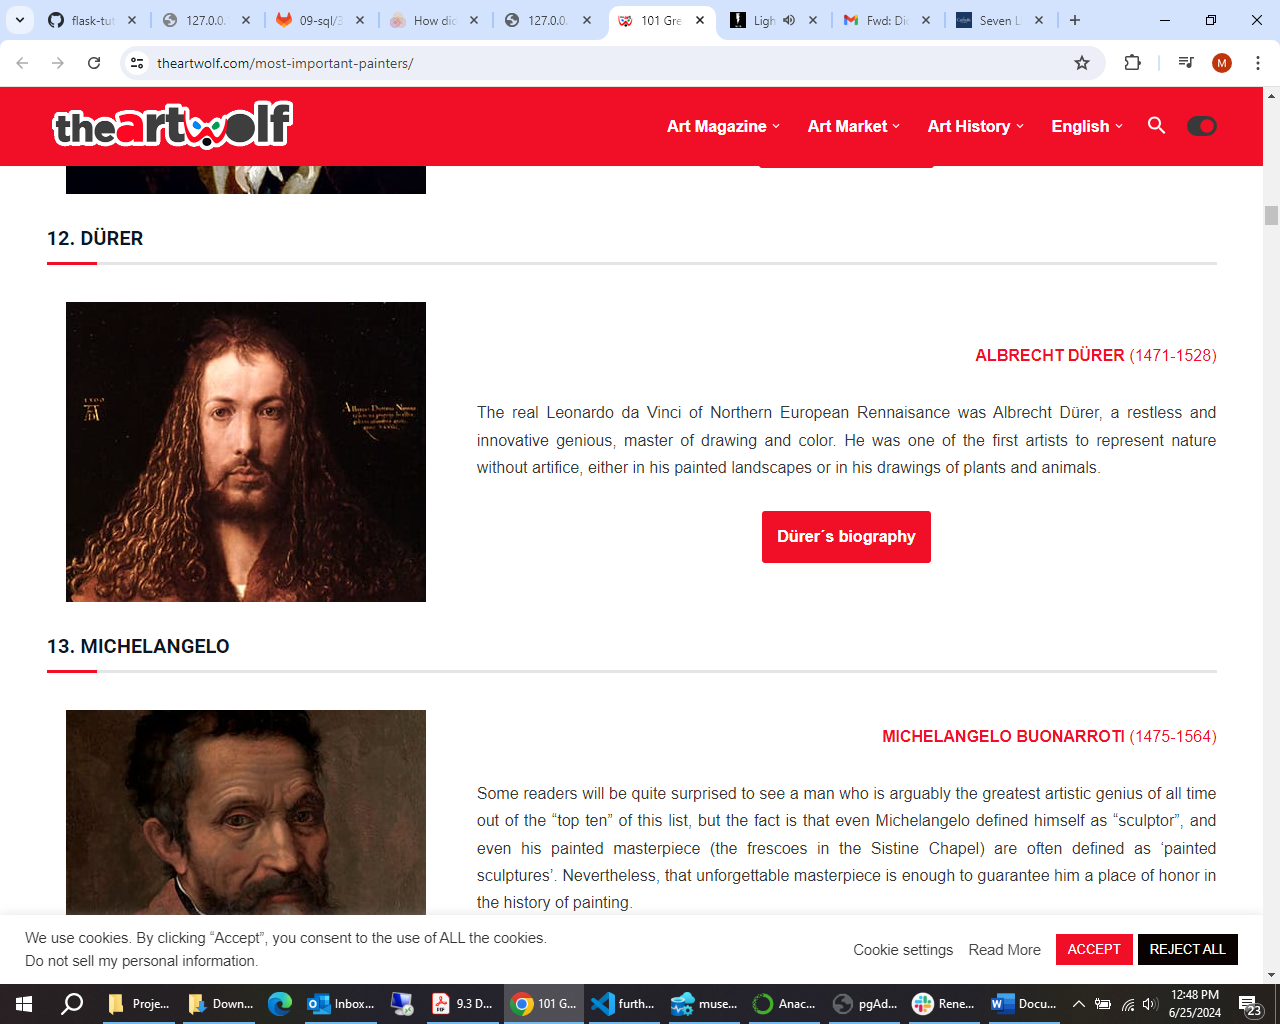 flask-tut
127.0.0.
09-sql/3
How did
127.0.0.
101 Gre
Ligh
Fwd: Di
Seven L
theartwolf.com/most-important-painters/
M
theartwolf
Art Magazine
Art Market
Art History
English
12. DÜRER
1500
AD
ALBRECHT DÜRER (1471-1528)
The real Leonardo da Vinci of Northern European Rennaisance was Albrecht Dürer, a restless and
innovative genious, master of drawing and color. He was one of the first artists to represent nature
without artifice, either in his painted landscapes or in his drawings of plants and animals.
Dürer´s biography
13. MICHELANGELO
MICHELANGELO BUONARROTI (1475-1564)
Some readers will be quite surprised to see a man who is arguably the greatest artistic genius of all time
out of the “top ten” of this list, but the fact is that even Michelangelo defined himself as “sculptor”, and
even his painted masterpiece (the frescoes in the Sistine Chapel) are often defined as ‘painted
sculptures’. Nevertheless, that unforgettable masterpiece is enough to guarantee him a place of honor in
the history of painting.
We use cookies. By clicking “Accept”, you consent to the use of ALL the cookies.
Do not sell my personal information.
Cookie settings
Read More
ACCEPT
REJECT ALL
Proje...
Down...
Inbox...
9.3 D...
101 G...
furth...
muse...
Anac...
pgAd...
Rene...
Docu...
12:48 PM
6/25/2024
23